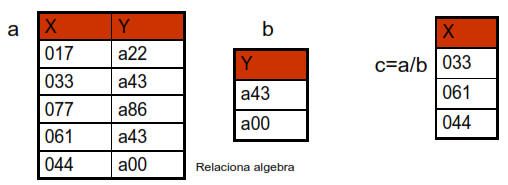 a
X Y
017 a22
033 a43
077 a86
061 a43
044 a00
b
Y
a43
a00
c=a/b
X
033
061
044
Relaciona algebra